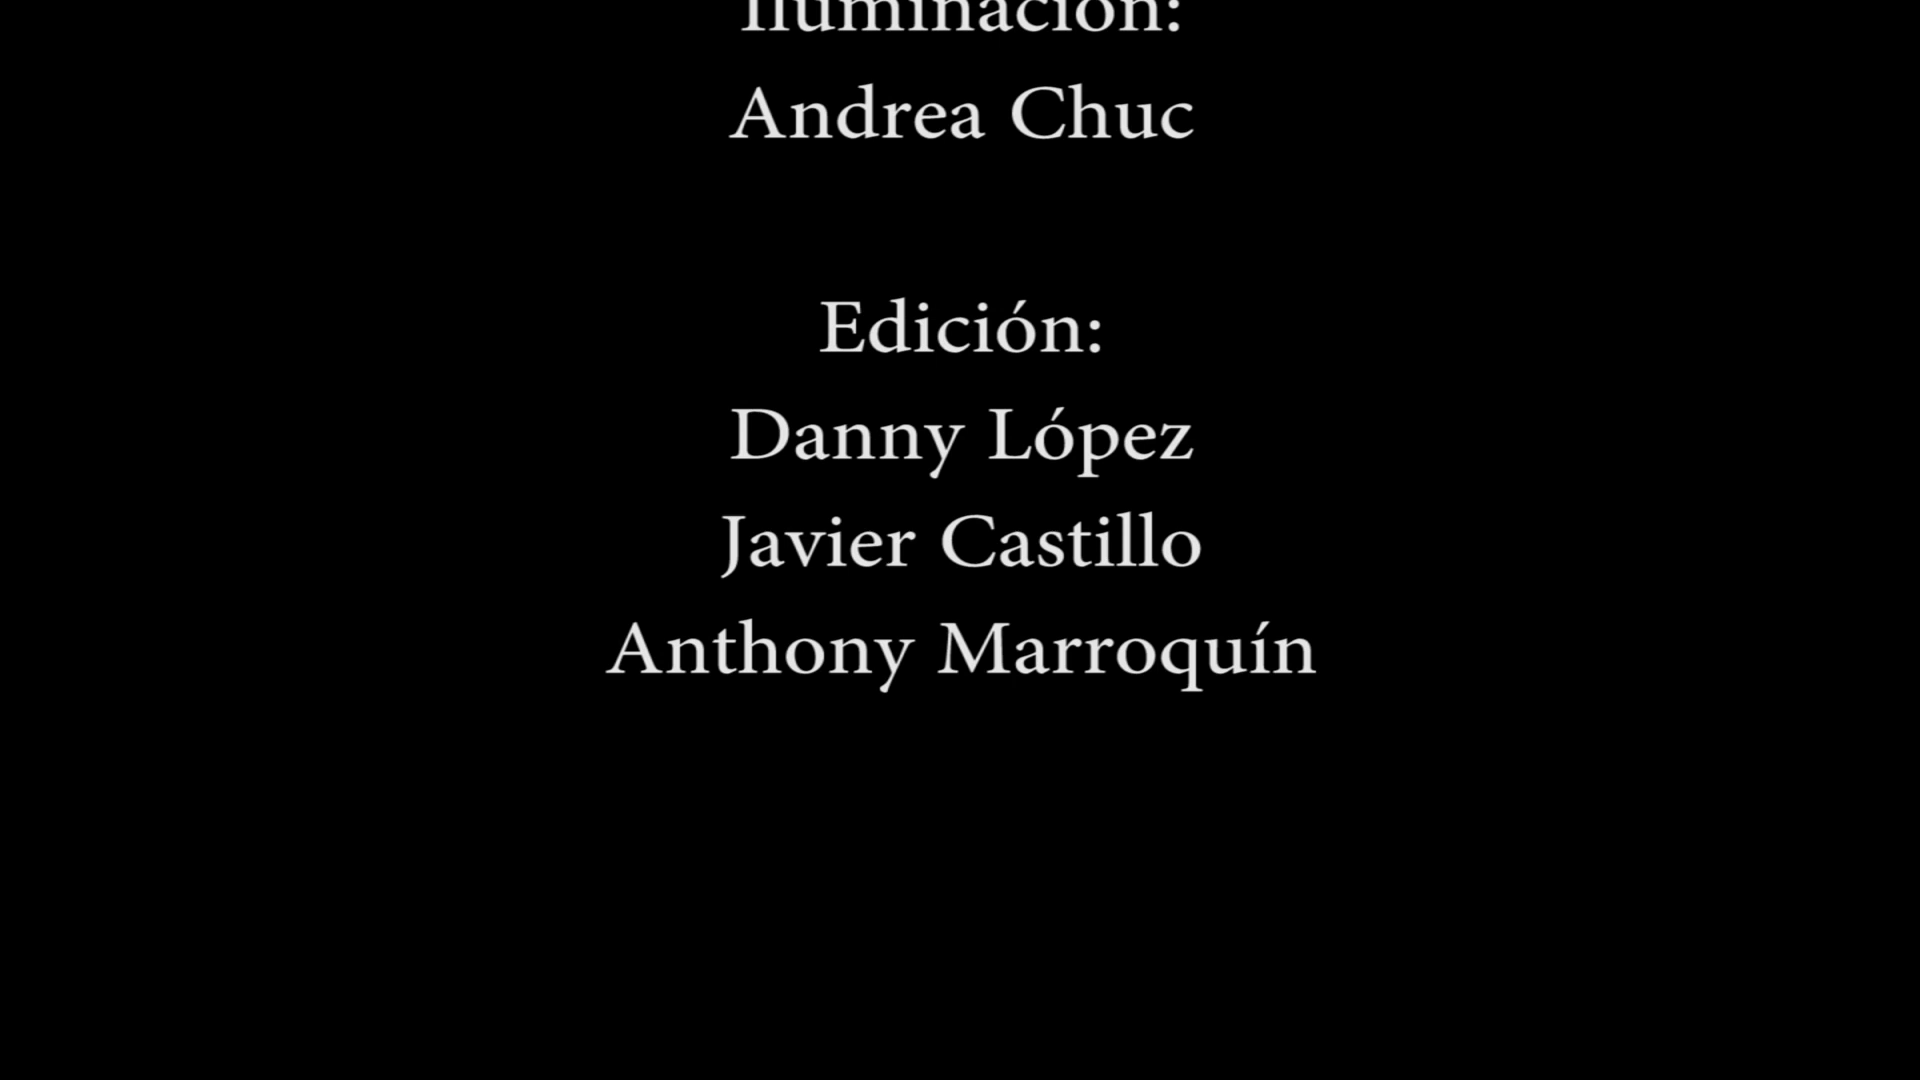 Iluminación:
Andrea Chuc
Edición:
Danny López
Javier Castillo
Anthony Marroquín